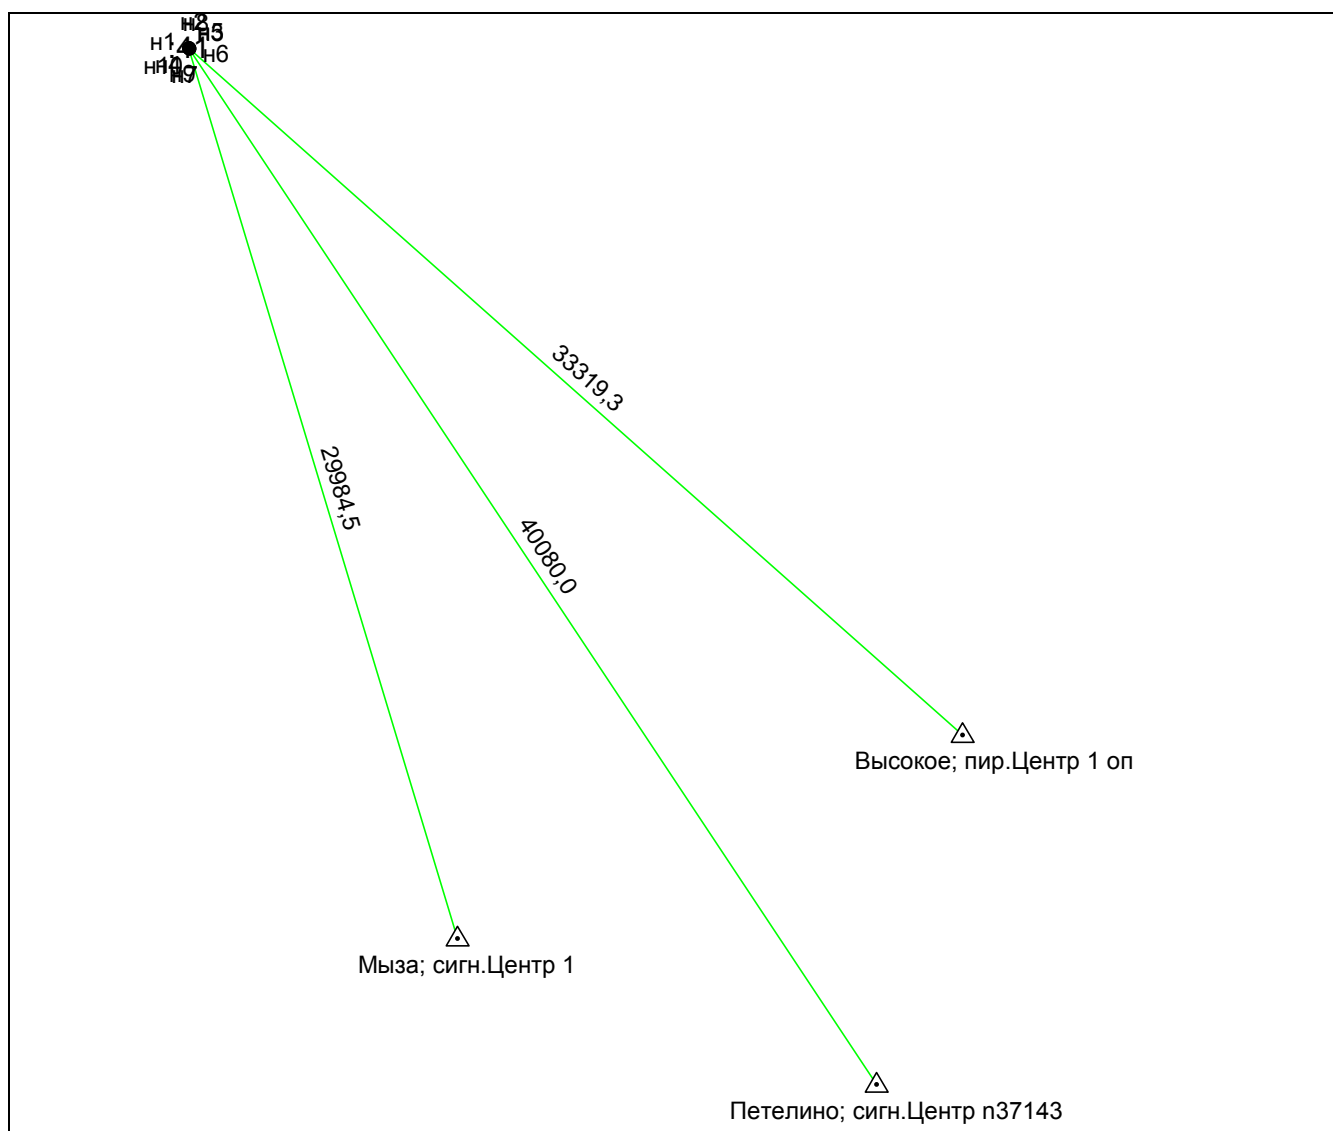 н6
33319,3
29984,5
40080,0
Высокое; пир.Центр 1 оп
Мыза; сигн.Центр 1
Петелино; сигн.Центр n37143